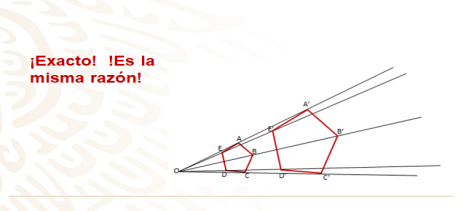 ¡Exacto! !Es la
misma razón!
A'
E'
B'
A
E
B
O
D
C
D'
C'